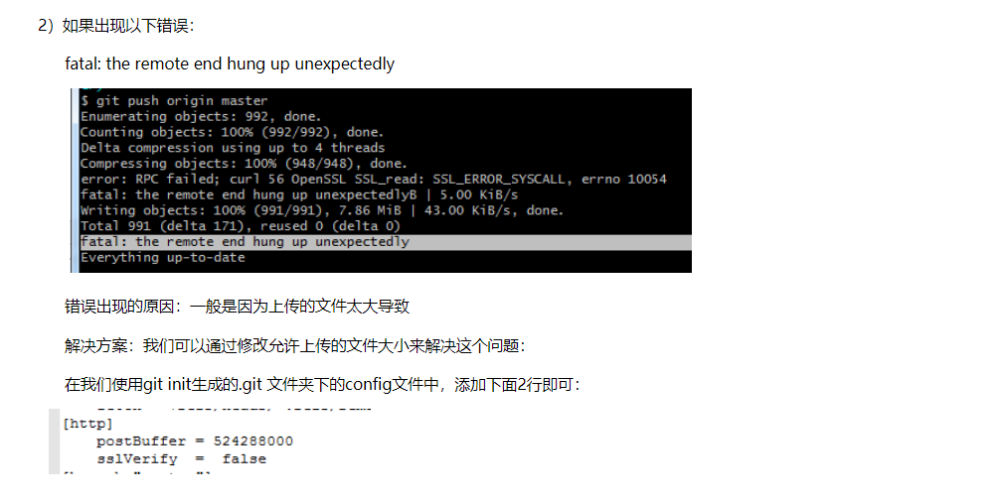 2）如果出现以下错误：
fatal: the remote end hung up unexpectedly
$ git push origin master
Enumerating objects: 992, done.
Counting objects: 100% (992/992), done.
Delta compression using up to 4 threads
Compressing objects: 100% (948/948), done.
error: RPC failed; curl 56 OpenSSL SSL_read: SSL_ERROR_SYSCALL, errno 10054
fatal: the remote end hung up unexpectedlyB | 5.00 KiB/s
Writing objects: 100% (991/991), 7.86 MiB | 43.00 KiB/s, done.
Total 991 (delta 171), reused 0 (delta 0)
fatal: the remote end hung up unexpectedly
Everything up-to-date
错误出现的原因：一般是因为上传的文件太大导致
解决方案：我们可以通过修改允许上传的文件大小来解决这个问题：
在我们使用git init生成的.git 文件夹下的config文件中，添加下面2行即可：
[http]
postBuffer = 524288000
sslVerify = false